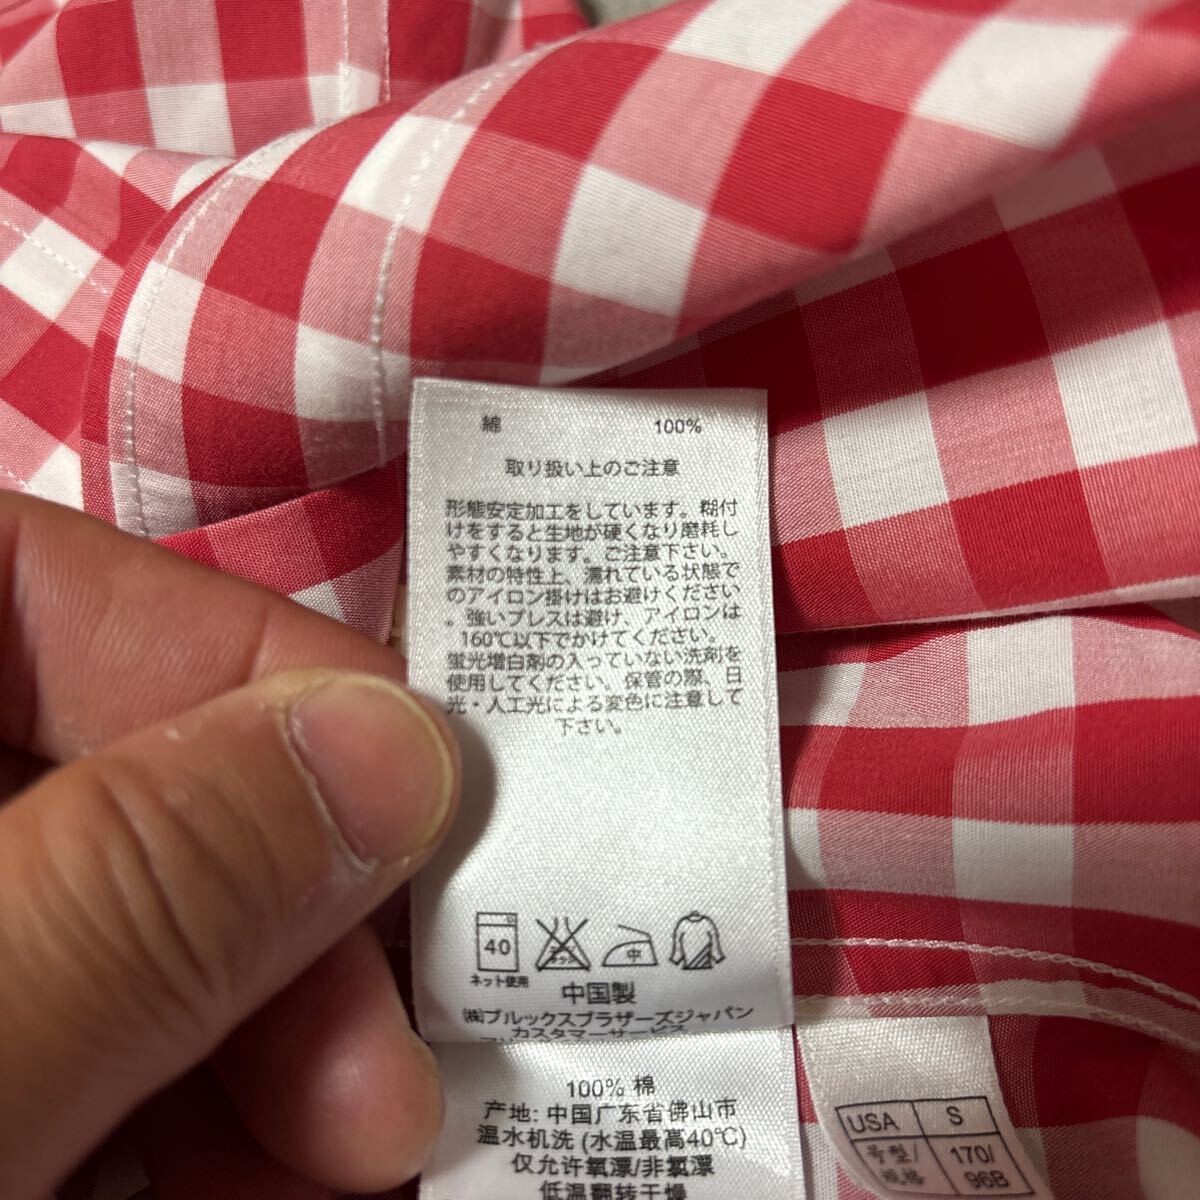 綿 100%
取り扱い上のご注意
形態安定加工をしています。糊付
けをすると生地が硬くなり磨耗し
やすくなります。ご注意下さい。
素材の特性上、濡れている状態で
のアイロン掛けはお避けください
。強いプレスは避け、アイロンは
160℃以下でかけてください。
蛍光増白剤の入っていない洗剤を
使用してください。保管の際、日
光・人工光による変色に注意して
下さい。
40
中
ネット使用
中国製
㈱ブルックスブラザーズジャパン
カスタマーサービス
100% 棉
产地: 中国广东省佛山市
温水机洗 (水温最高40℃)
仅允许氧漂/非氯漂
低温翻转干燥
USA S
号型/ 170/
规格 96B